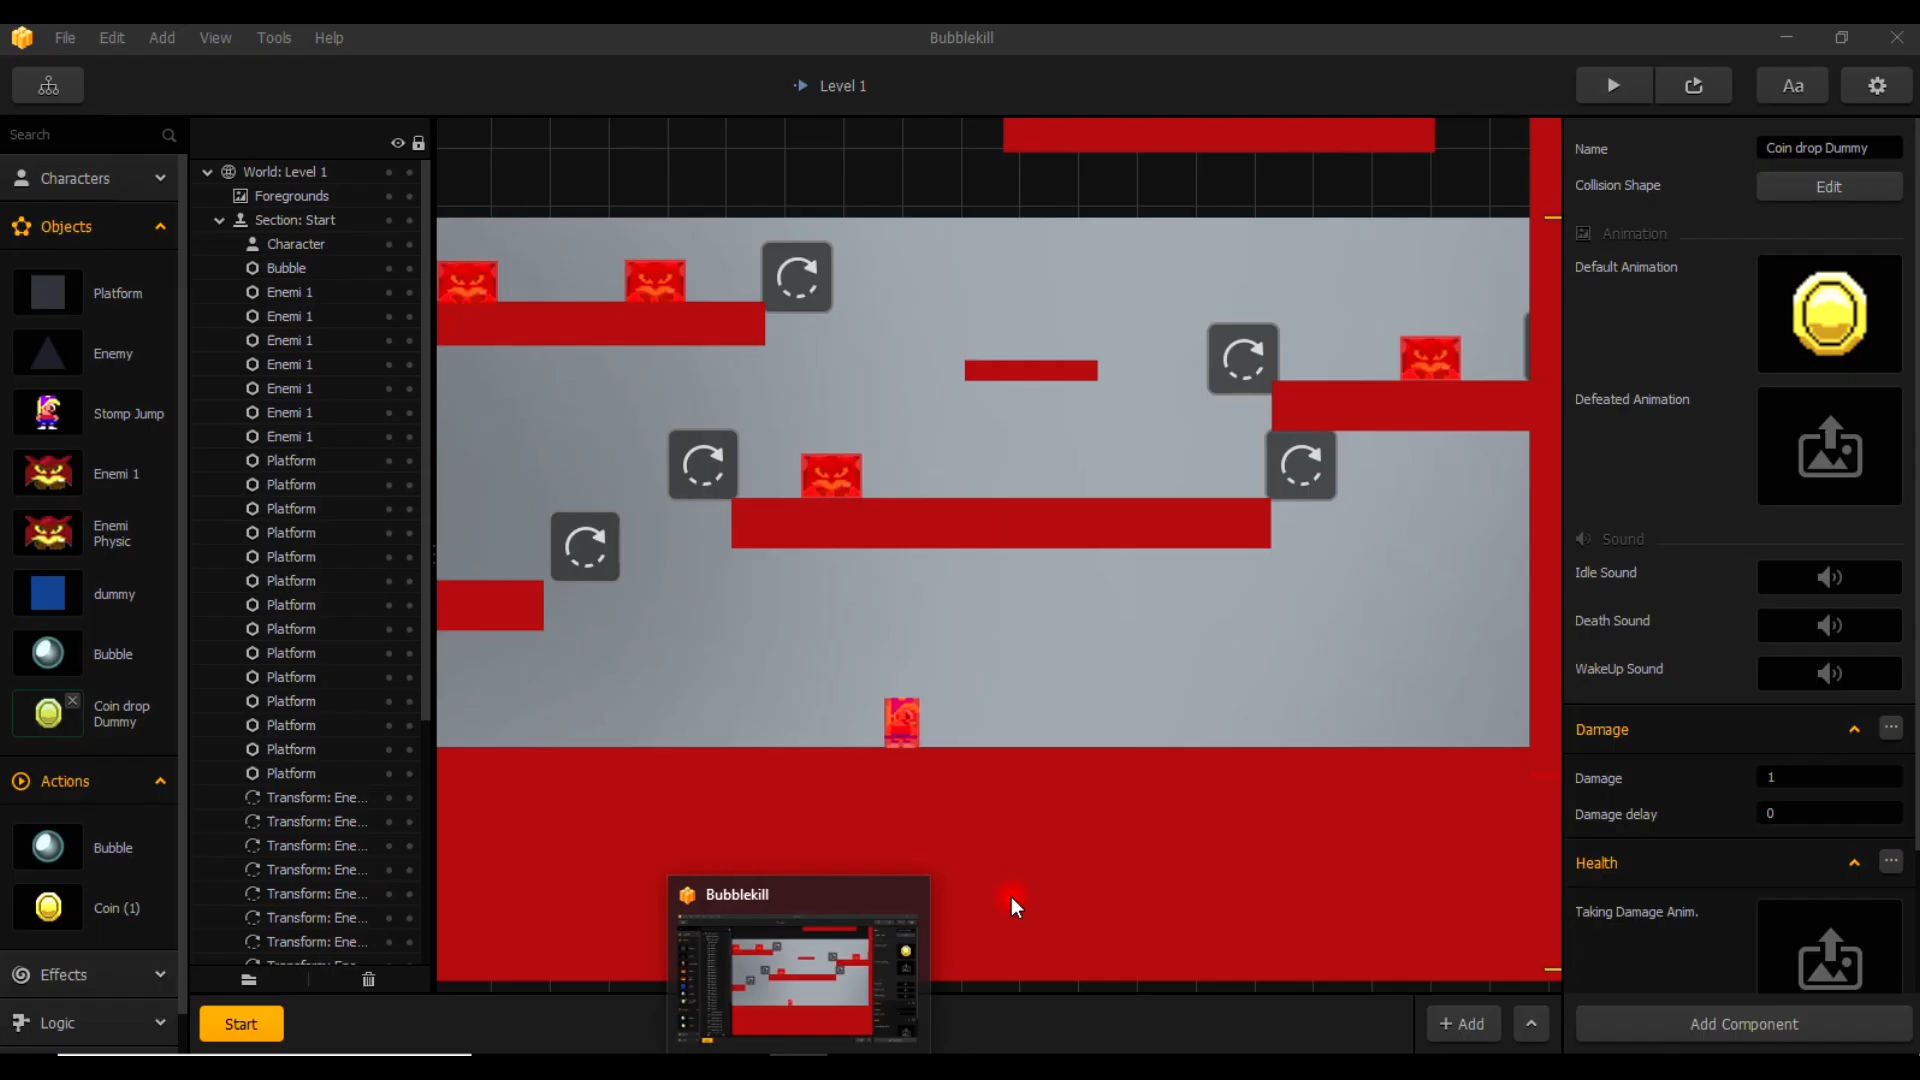 File Edit Add View Tools Help
Bubblekill
Level 1
Aa
Search
Characters
Objects
Platform
Enemy
Stomp Jump
Enemi 1
Enemi
Physic
dummy
Bubble
Coin drop
Dummy
Actions
Bubble
Coin (1)
Effects
Logic
World: Level 1
Foregrounds
Section: Start
Character
Bubble
Enemi 1
Enemi 1
Enemi 1
Enemi 1
Enemi 1
Enemi 1
Enemi 1
Platform
Platform
Platform
Platform
Platform
Platform
Platform
Platform
Platform
Platform
Platform
Platform
Platform
Platform
Transform: Ene...
Transform: Ene...
Transform: Ene...
Transform: Ene...
Transform: Ene...
Transform: Ene...
Transform: Ene...
Start
Bubblekill
+ Add
Name
Coin drop Dummy
Collision Shape
Edit
Animation
Default Animation
Defeated Animation
Sound
Idle Sound
Death Sound
WakeUp Sound
Damage
Damage
1
Damage delay
0
Health
Taking Damage Anim.
Add Component